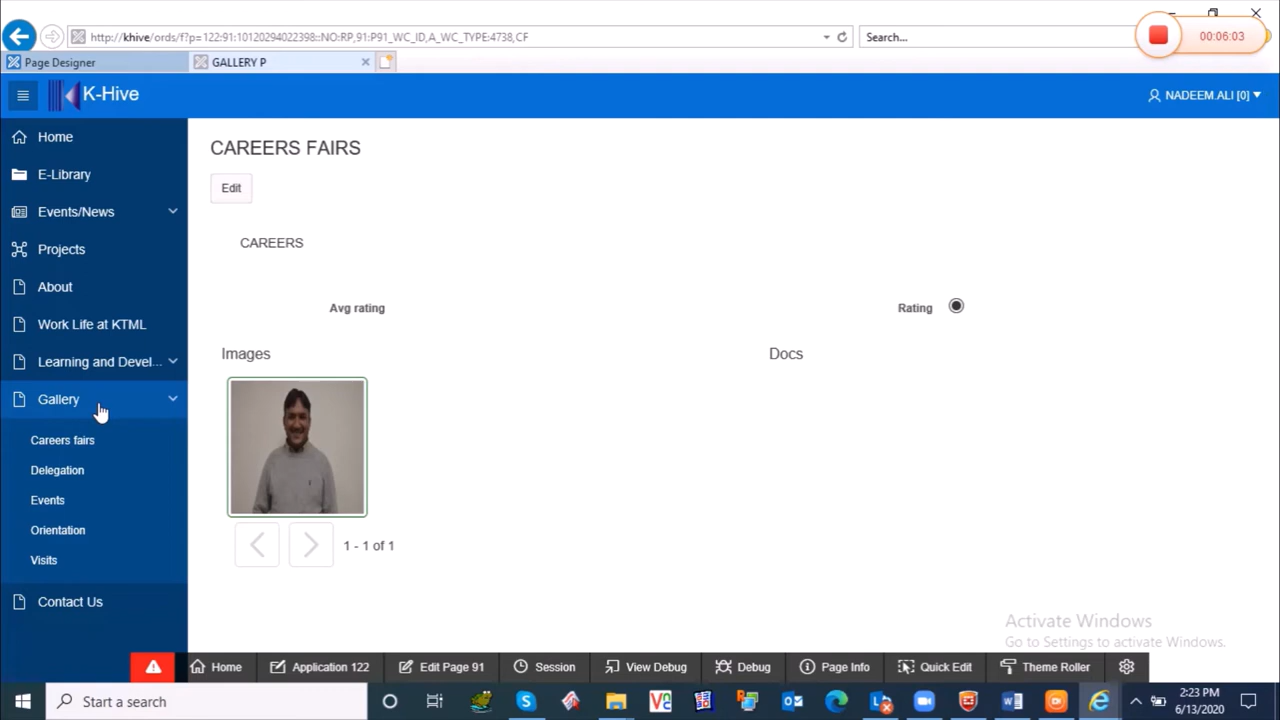 http://khive/ords/f?p=122:91:10120294022398::NO:RP,91:P91_WC_ID,A_WC_TYPE:4738,CF
Search...
00:06:03
Page Designer
GALLERY P
K-Hive
NADEEM.ALI [0]
Home
E-Library
Events/News
Projects
About
Work Life at KTML
Learning and Devel...
Gallery
Careers fairs
Delegation
Events
Orientation
Visits
Contact Us
CAREERS FAIRS
Edit
CAREERS
Avg rating
Rating
Images
Docs
1 - 1 of 1
Activate Windows
Go to Settings to activate Windows.
Home
Application 122
Edit Page 91
Session
View Debug
Debug
Page Info
Quick Edit
Theme Roller
Start a search
2:23 PM
6/13/2020